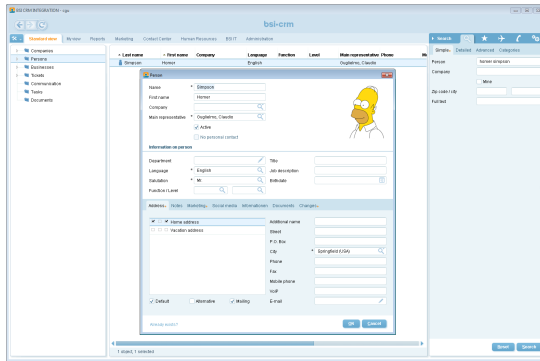 BSI CRM INTEGRATION - cgu
bsi-crm
Standard view Review Reports Marketing Contact Center Human Resources BSI IT Administration
Search
Companies
Persons
Businesses
Tickets
Communication
Tasks
Documents
Last name First name Company Language Function Level Main representative Phone
Simpson Homer English Guglielmo, Claudio
Person
Name * Simpson
First name Homer
Company
Main representative * Guglielmo, Claudio
Active
No personal contact
Information on person
Department Title
Language * English Job description
Salutation * Mr Birthdate
Function / Level
Address Notes Marketing Social media Informationen Documents Changes
Home address
Vacation address
Additional name
Street
P.O. Box
City * Springfield (USA)
Phone
Fax
Mobile phone
VoIP
E-mail
Default Alternative Mailing
OK Cancel
1 object, 1 selected
Simple Detailed Advanced Categories
Person homer simpson
Company
Mine
Zip code / city
Full text
Reset Search